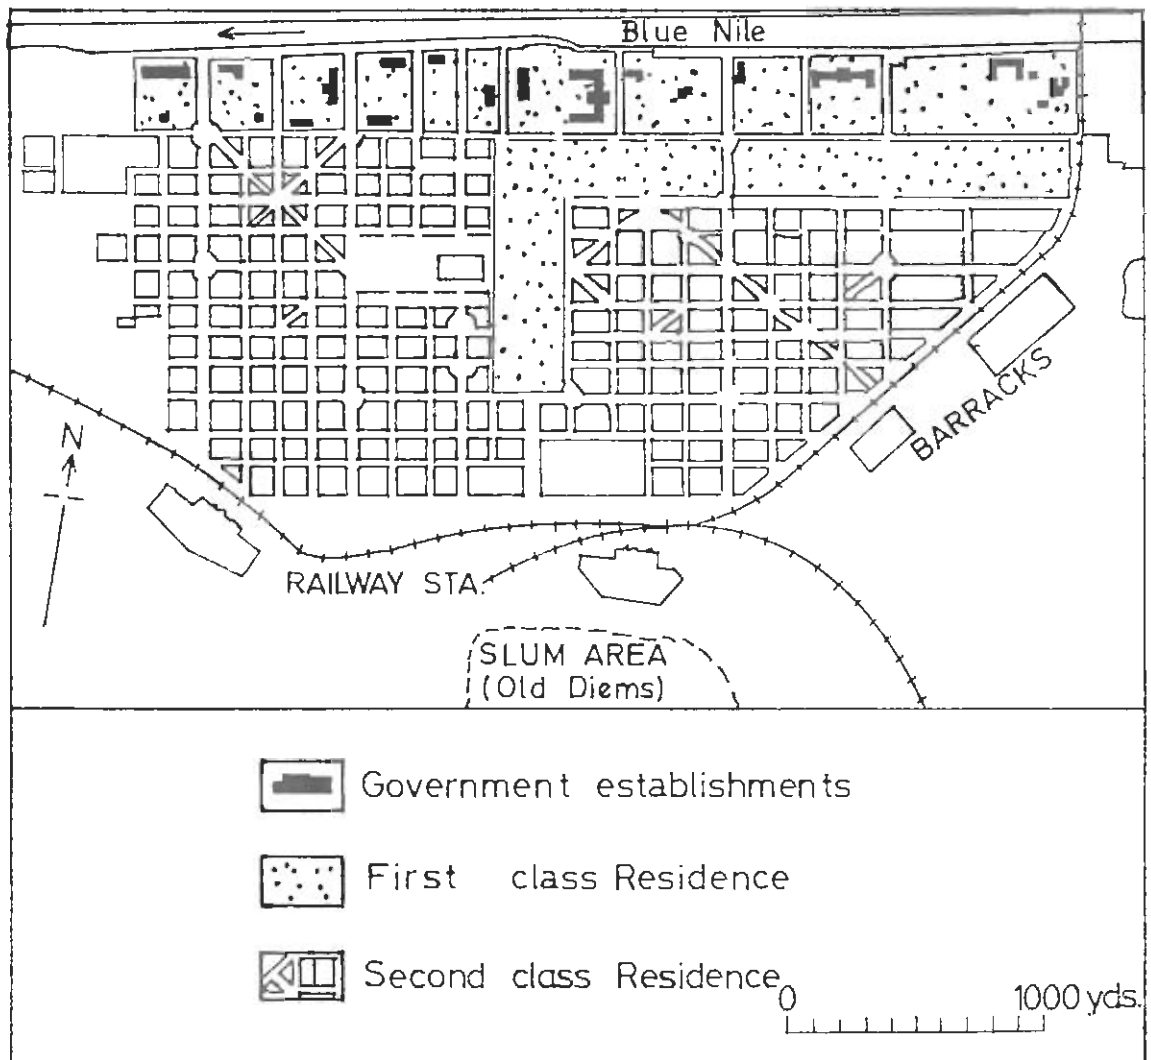 Blue Nile
N
BARRACKS
RAILWAY STA.
SLUM AREA
(Old Diems)
Government establishments
First class Residence
Second class Residence
0 1000 yds.